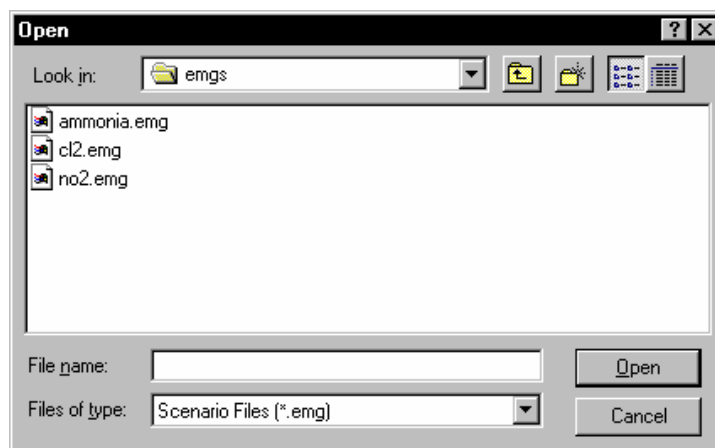 Open
Look in: emgs
ammonia.emg
cl2.emg
no2.emg
File name: Open
Files of type: Scenario Files (*.emg) Cancel